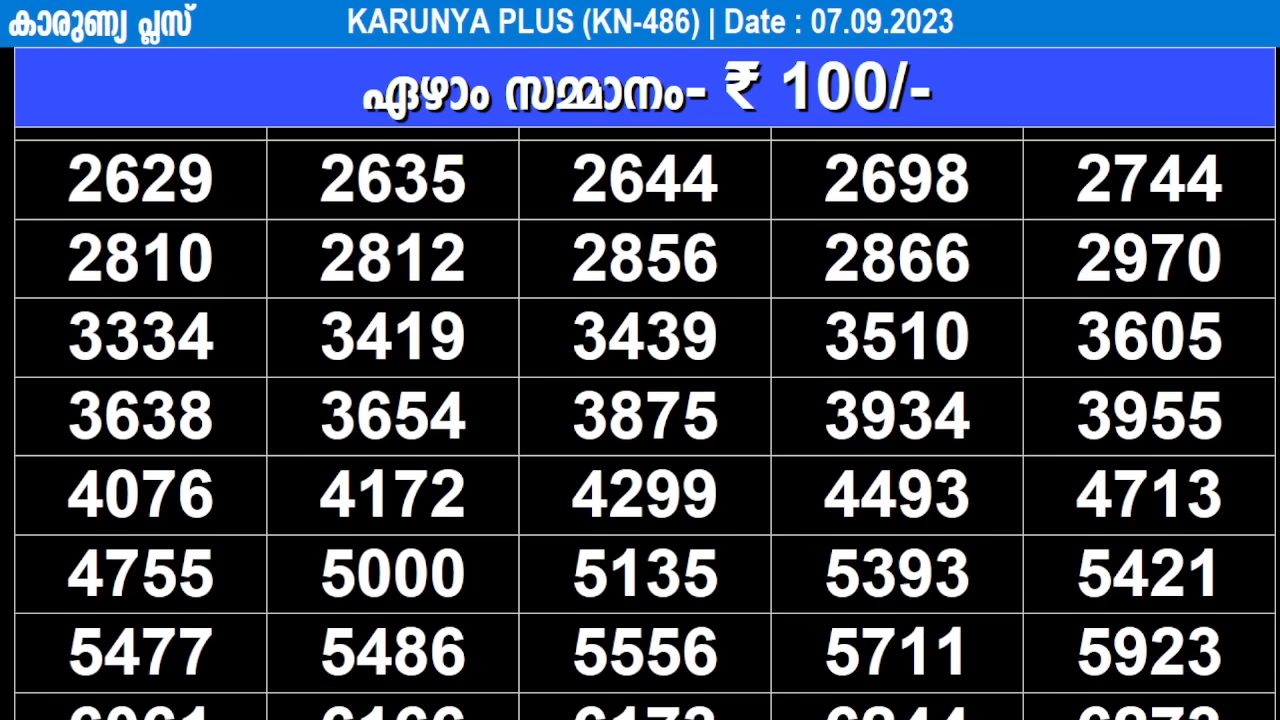 കാരുണ്യ പ്ലസ് KARUNYA PLUS (KN-486) | Date : 07.09.2023
ഏഴാം സമ്മാനം- ₹ 100/-
2629 2635 2644 2698 2744
2810 2812 2856 2866 2970
3334 3419 3439 3510 3605
3638 3654 3875 3934 3955
4076 4172 4299 4493 4713
4755 5000 5135 5393 5421
5477 5486 5556 5711 5923